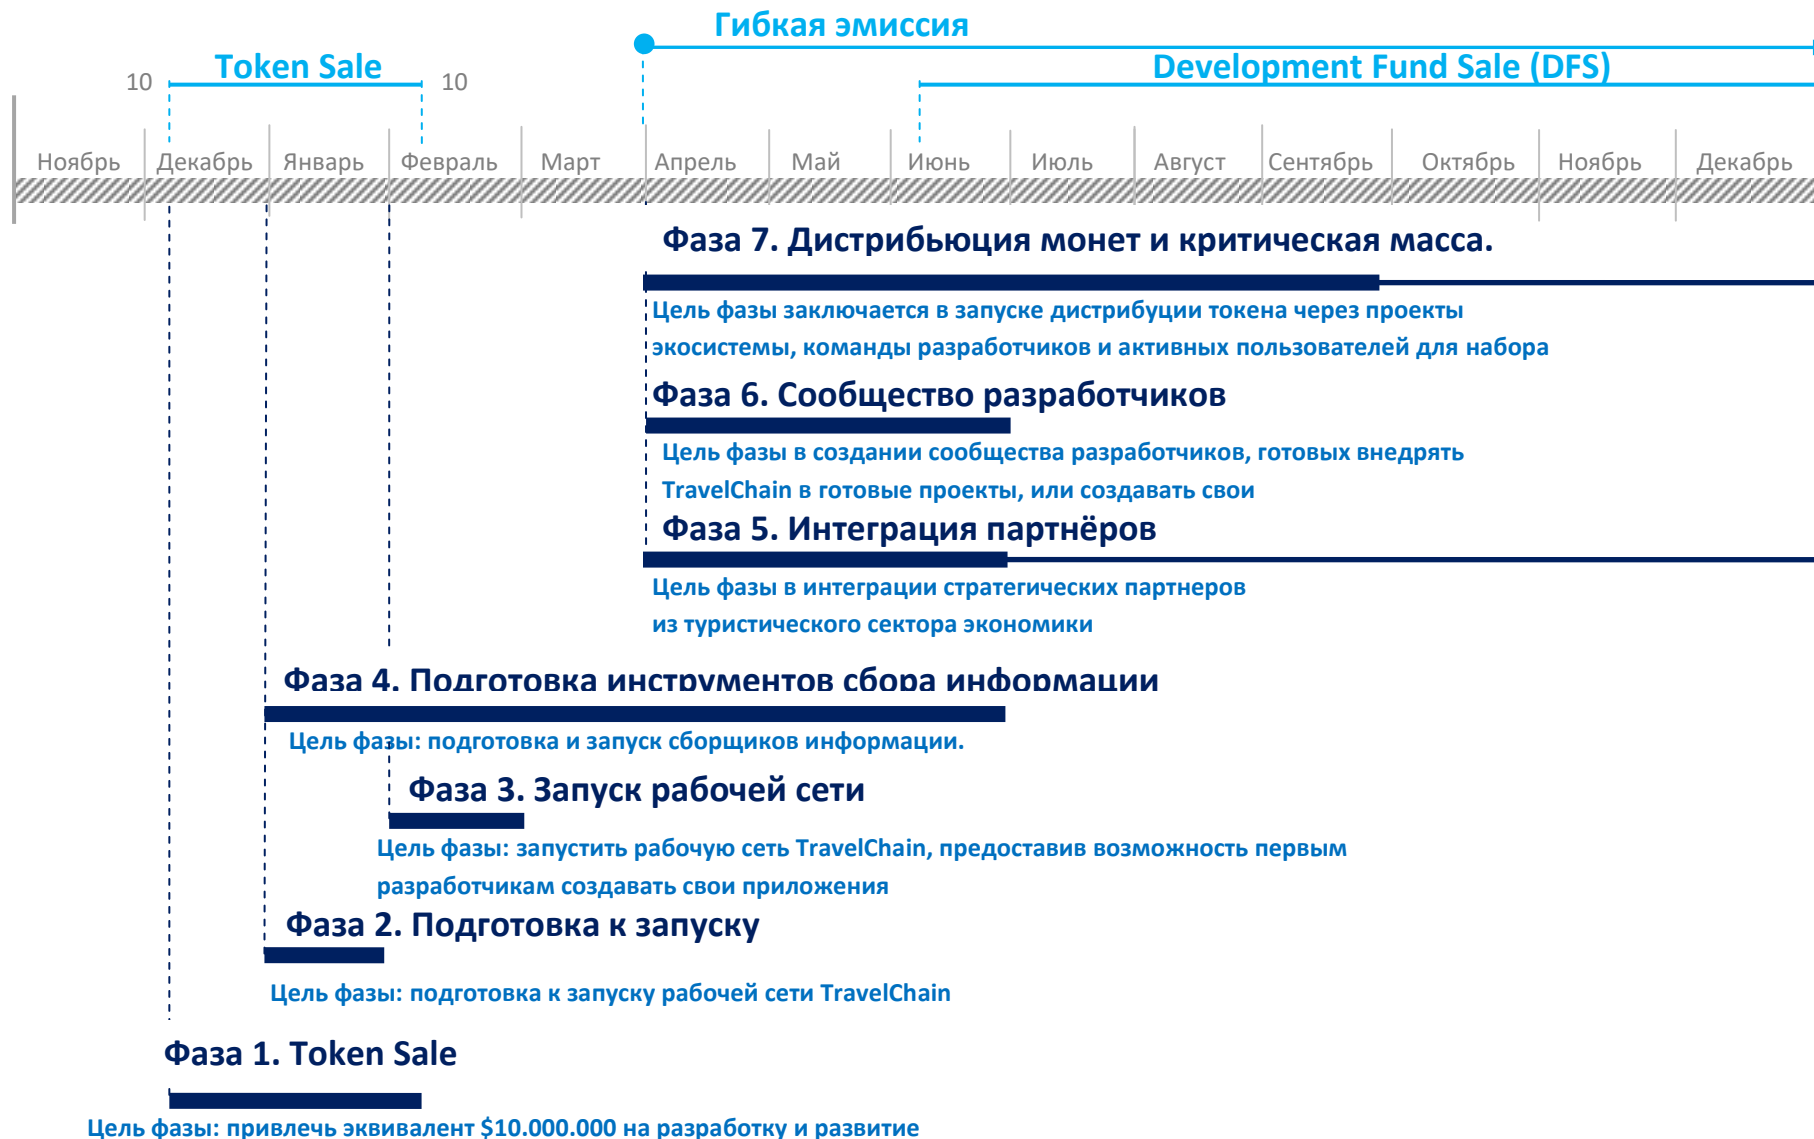 Гибкая эмиссия
Token Sale
Development Fund Sale (DFS)
10
10
Ноябрь
Декабрь
Январь
Февраль
Март
Апрель
Май
Июнь
Июль
Август
Сентябрь
Октябрь
Ноябрь
Декабрь
Фаза 7. Дистрибьюция монет и критическая масса.
Цель фазы заключается в запуске дистрибуции токена через проекты
экосистемы, команды разработчиков и активных пользователей для набора
Фаза 6. Сообщество разработчиков
Цель фазы в создании сообщества разработчиков, готовых внедрять
TravelChain в готовые проекты, или создавать свои
Фаза 5. Интеграция партнёров
Цель фазы в интеграции стратегических партнеров
из туристического сектора экономики
Фаза 4. Подготовка инструментов сбора информации
Цель фазы: подготовка и запуск сборщиков информации.
Фаза 3. Запуск рабочей сети
Цель фазы: запустить рабочую сеть TravelChain, предоставив возможность первым
разработчикам создавать свои приложения
Фаза 2. Подготовка к запуску
Цель фазы: подготовка к запуску рабочей сети TravelChain
Фаза 1. Token Sale
Цель фазы: привлечь эквивалент $10.000.000 на разработку и развитие